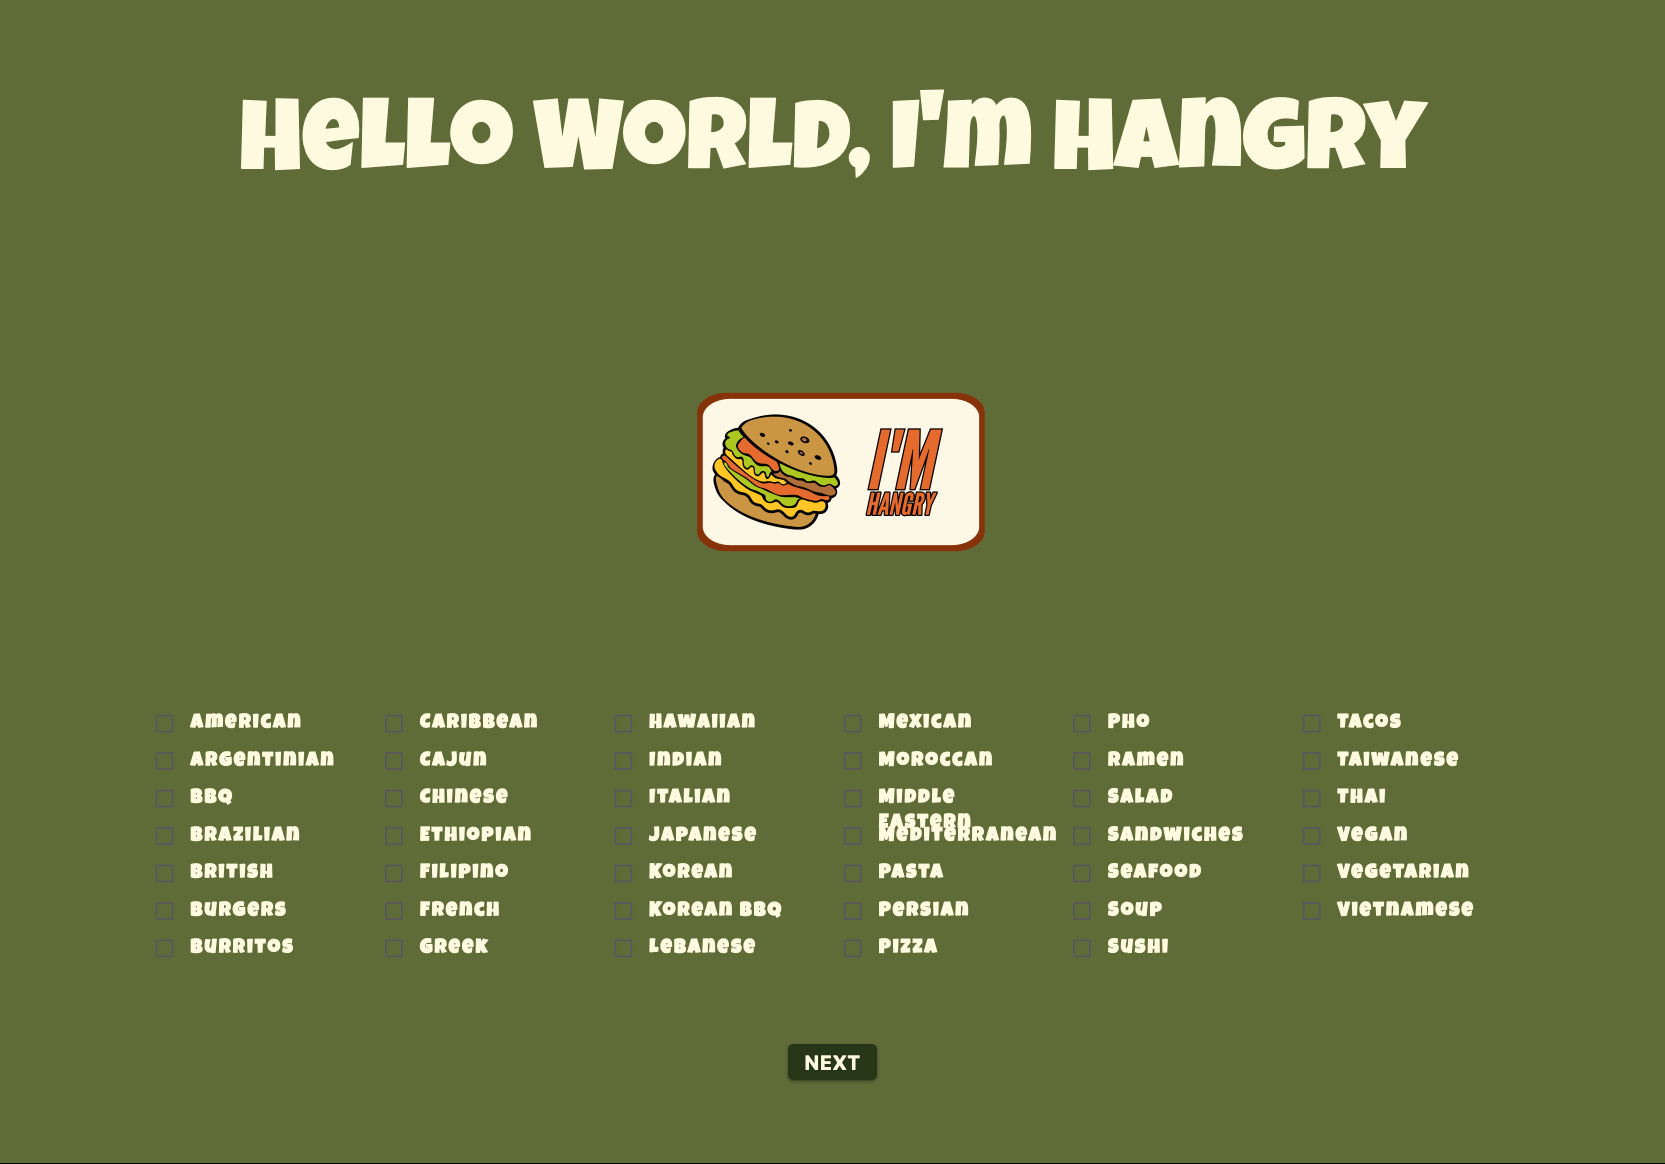 HeLLO WORLD, I'm HAnGRY
I'M
HANGRY
AmeRICAn
ARGenTInIAn
BBQ
BRAZILIAn
BRITISH
BuRGeRS
BuRRITOS
CARIBBeAn
CAJun
CHInese
ETHIOPIAn
FILIPInO
FRenCH
GReeK
HAWAIIAn
InDIAn
ITALIAn
JAPAnese
KOReAn
KOReAn BBQ
LeBAnese
MexICAn
MOROCCAn
MIDDLe
EASTeRn
MeDITeRRAneAn
PASTA
PeRSIAn
PIZZA
PHO
RAmen
SALAD
SAnDWICHeS
SeAFOOD
SOuP
SuSHI
TACOS
TAIWAnese
THAI
VeGAn
VeGeTARIAn
VIeTnAmese
NEXT